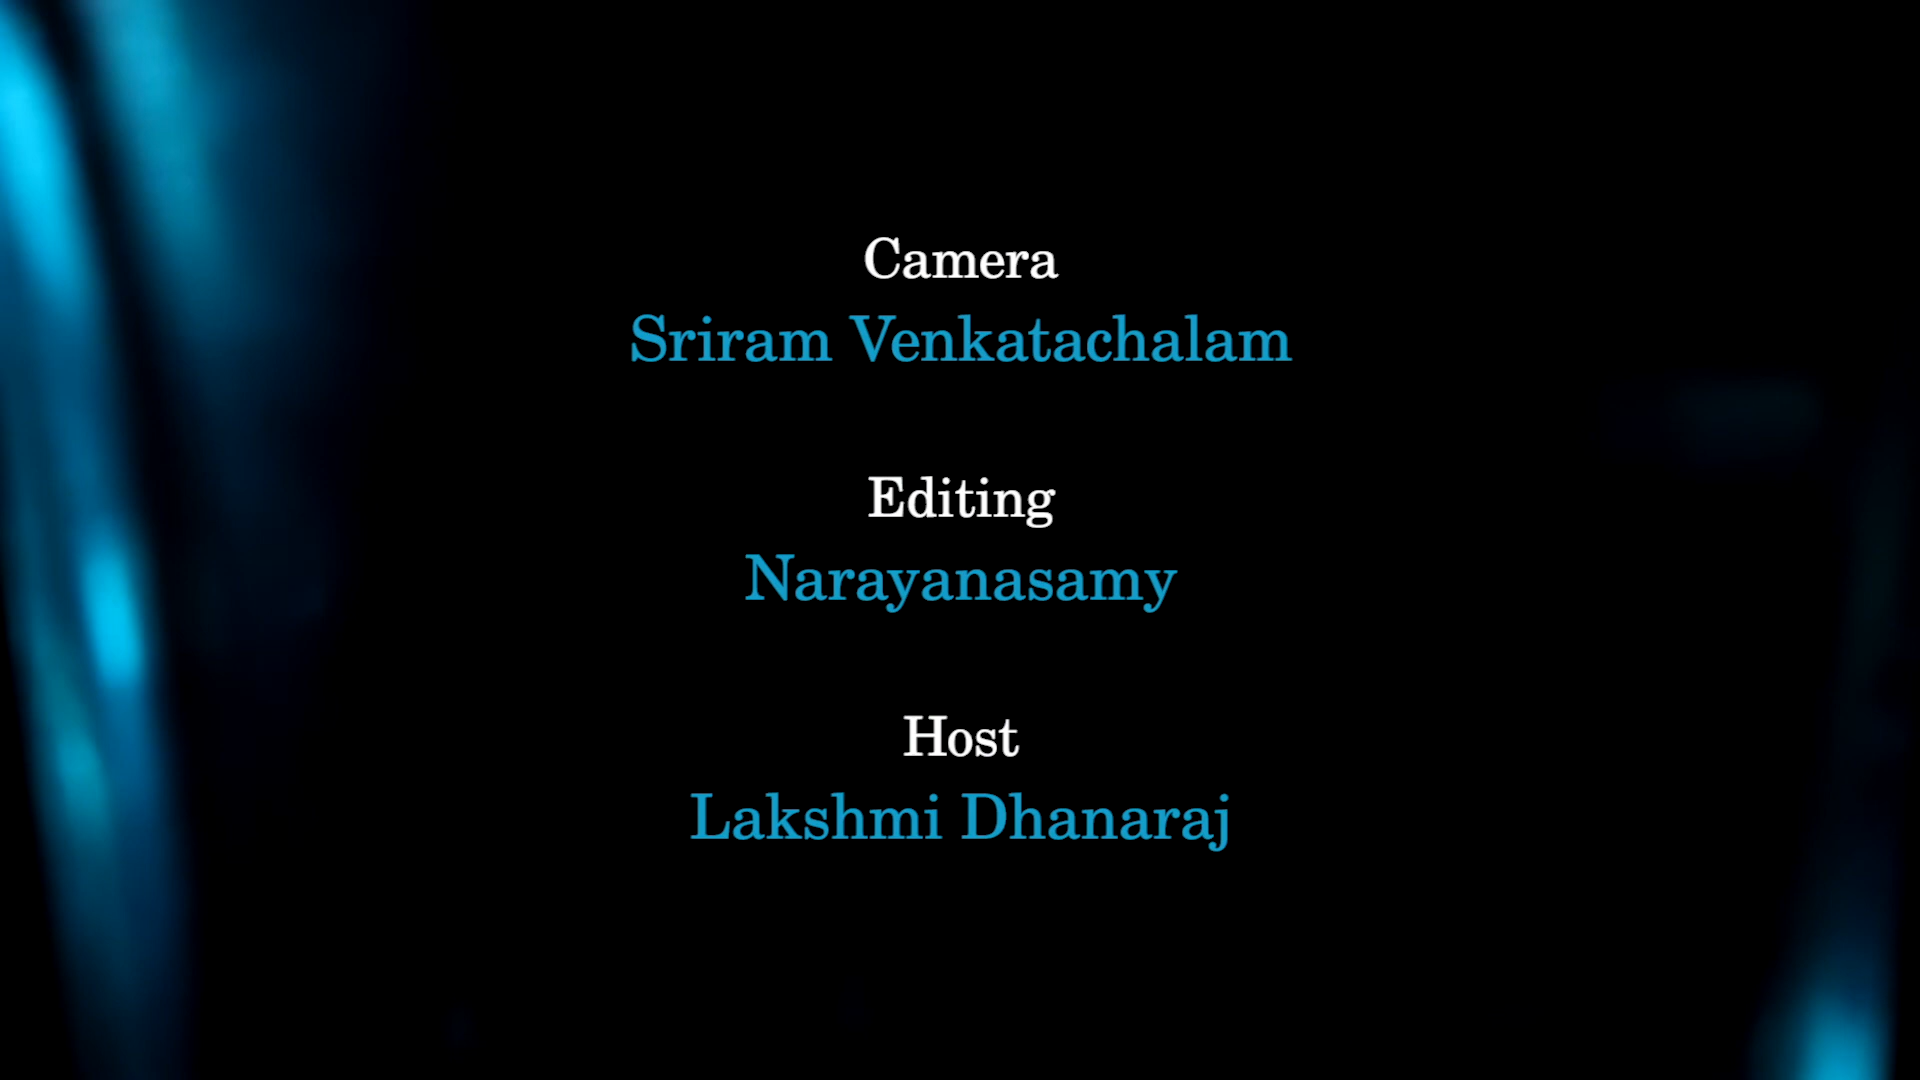 Camera
Sriram Venkatachalam
Editing
Narayanasamy
Host
Lakshmi Dhanaraj